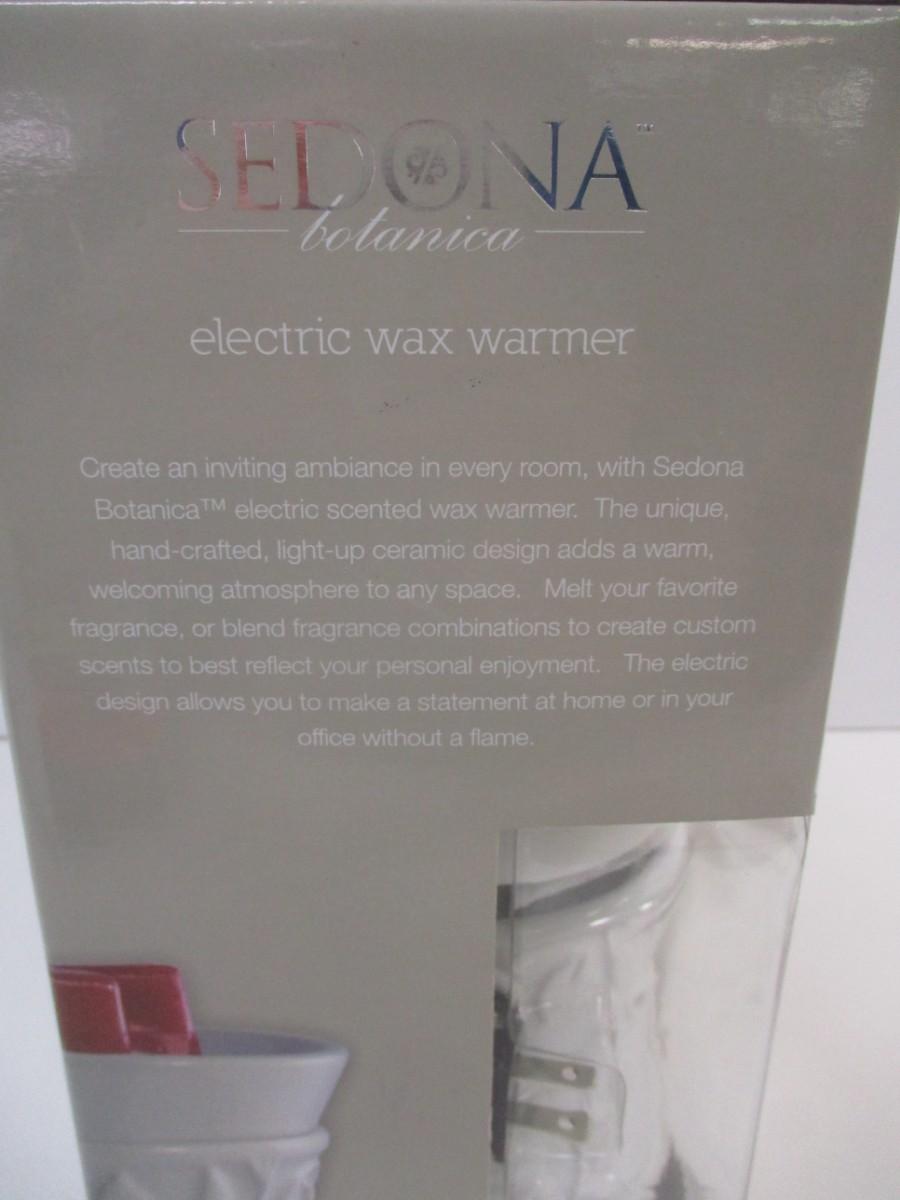 SEDONA™
botanica
electric wax warmer
Create an inviting ambiance in every room, with Sedona
Botanica™ electric scented wax warmer. The unique,
hand-crafted, light-up ceramic design adds a warm,
welcoming atmosphere to any space. Melt your favorite
fragrance, or blend fragrance combinations to create custom
scents to best reflect your personal enjoyment. The electric
design allows you to make a statement at home or in your
office without a flame.